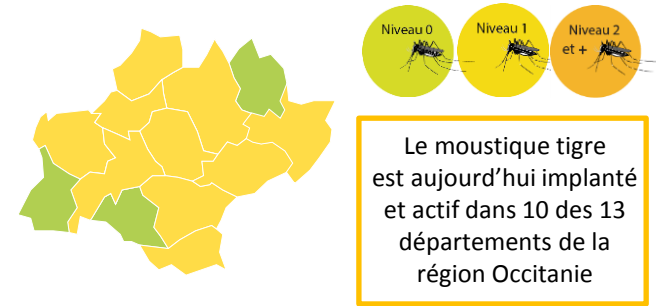 Niveau 0
Niveau 1
Niveau 2
et +
Le moustique tigre
est aujourd’hui implanté
et actif dans 10 des 13
départements de la
région Occitanie